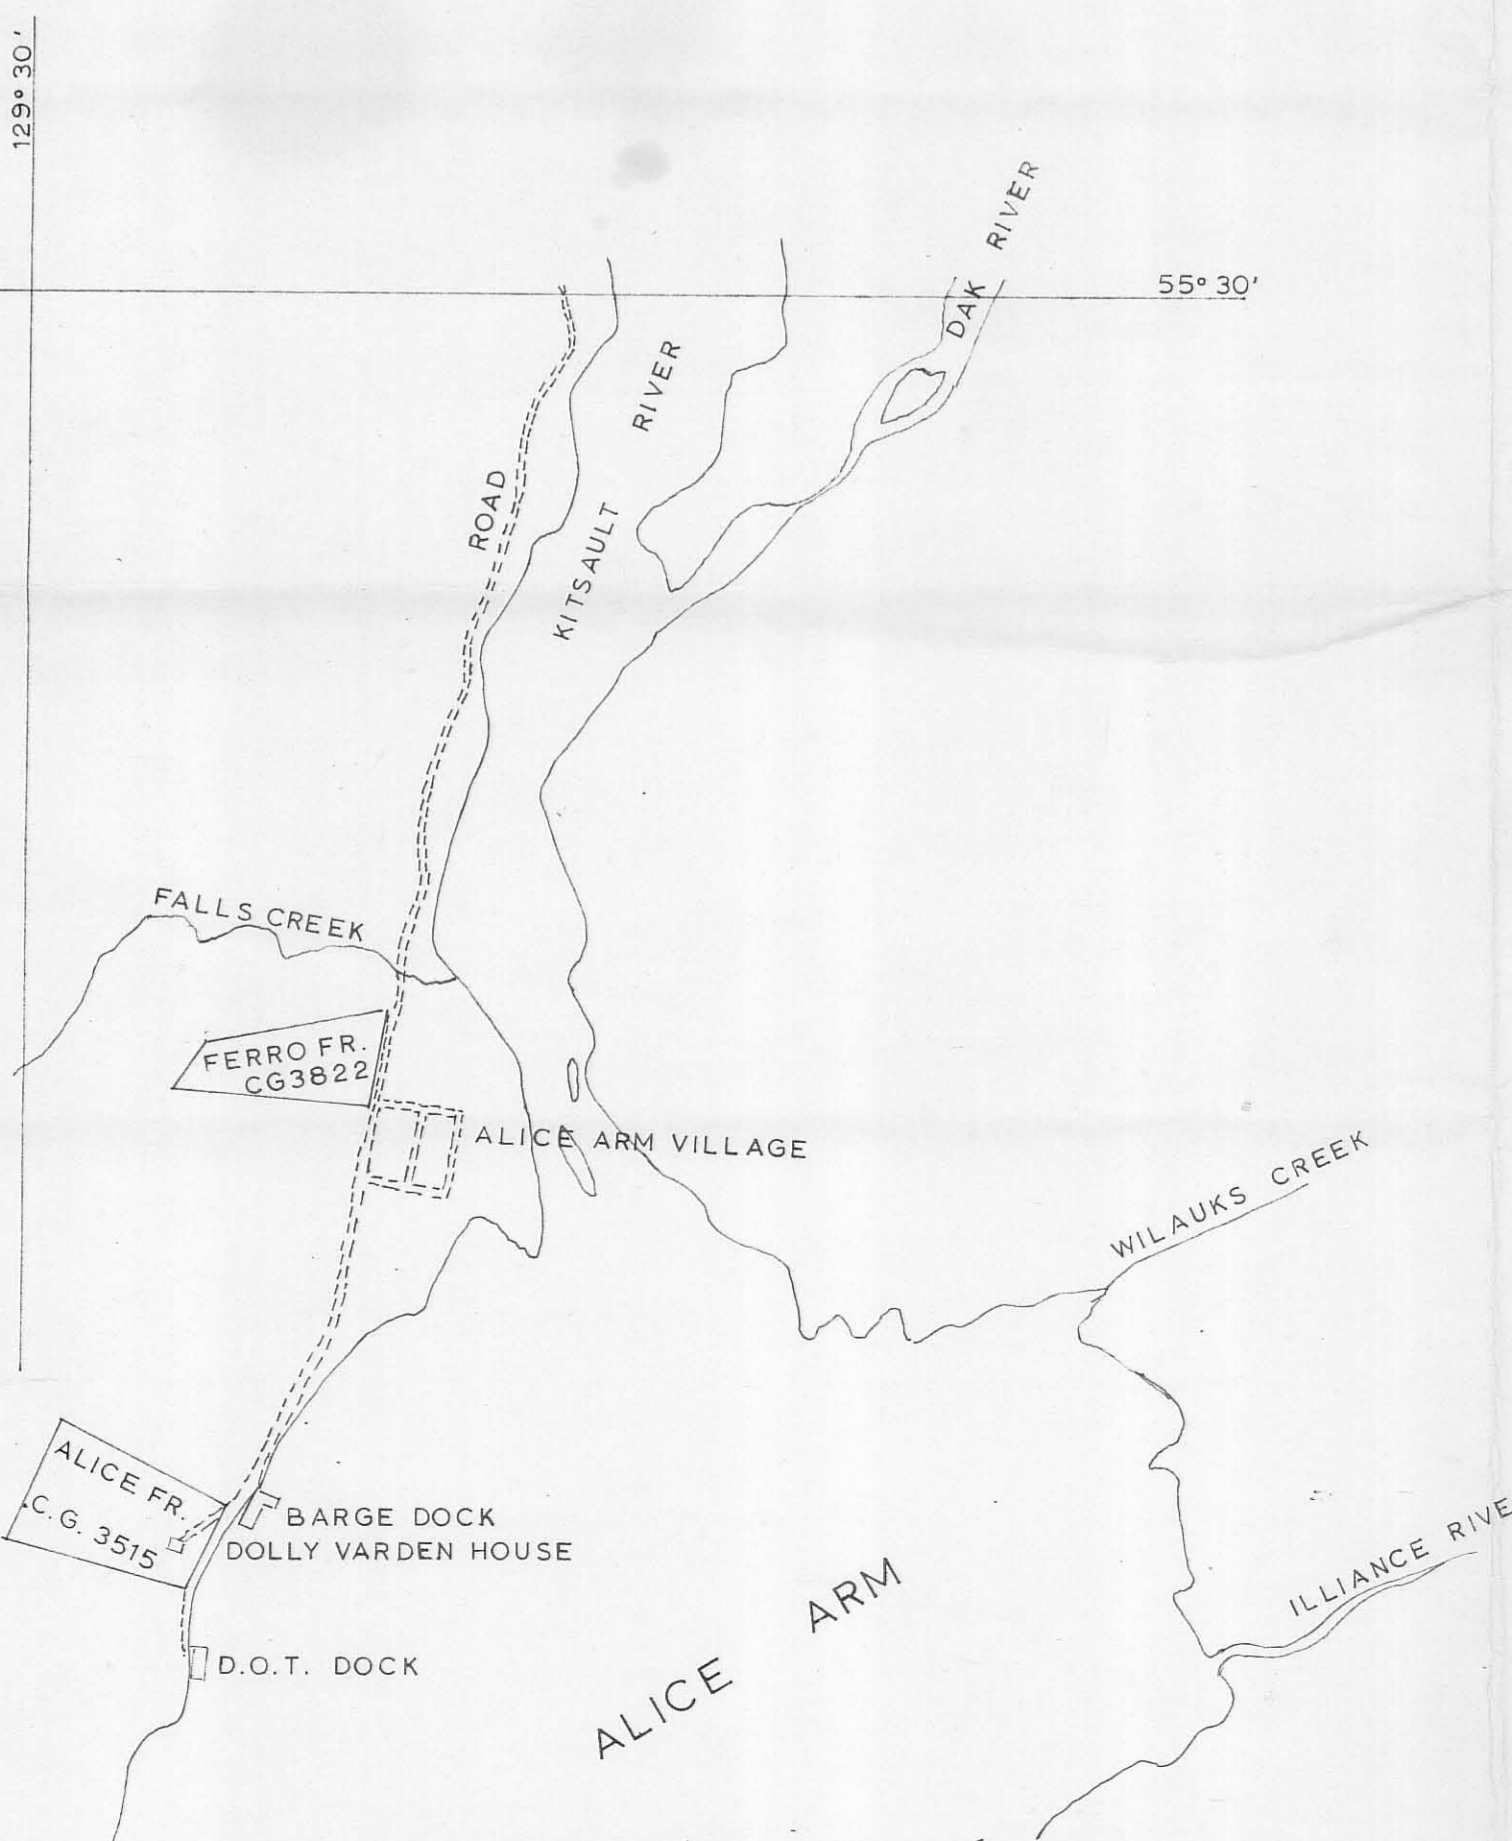 129° 30'
DAK RIVER
55° 30'
KITSAULT RIVER
ROAD
FALLS CREEK
FERRO FR.
CG3822
ALICE ARM VILLAGE
WILAUKS CREEK
ALICE FR.
C.G. 3515
BARGE DOCK
DOLLY VARDEN HOUSE
ILLIANCE RIVE
D.O.T. DOCK
ALICE ARM